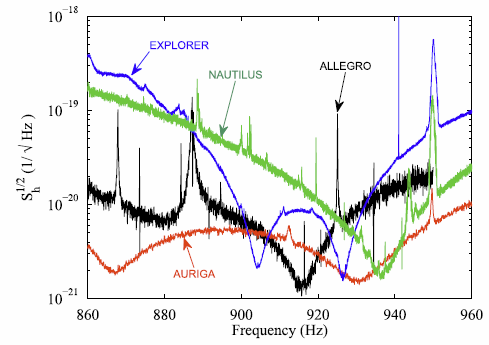 10⁻¹⁸
EXPLORER
ALLEGRO
NAUTILUS
10⁻¹⁹
S_h^1/2 (1/√Hz)
10⁻²⁰
AURIGA
10⁻²¹
860 880 900 920 940 960
Frequency (Hz)